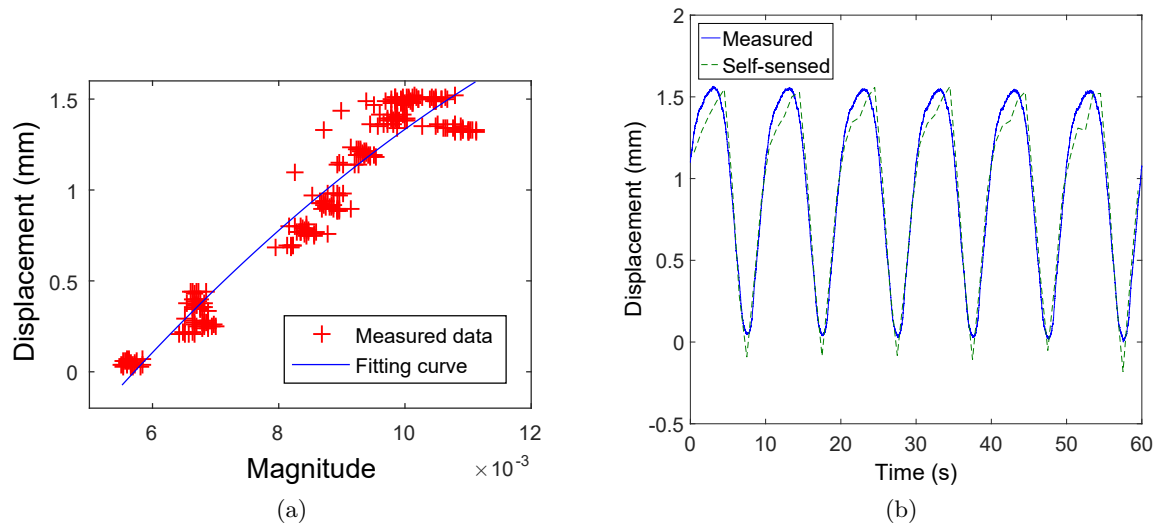 Displacement (mm)
1.5
1
0.5
0
Measured data
Fitting curve
6
8
10
12
Magnitude
×10-3
(a)
Displacement (mm)
2
1.5
1
0.5
0
-0.5
Measured
Self-sensed
0
10
20
30
40
50
60
Time (s)
(b)